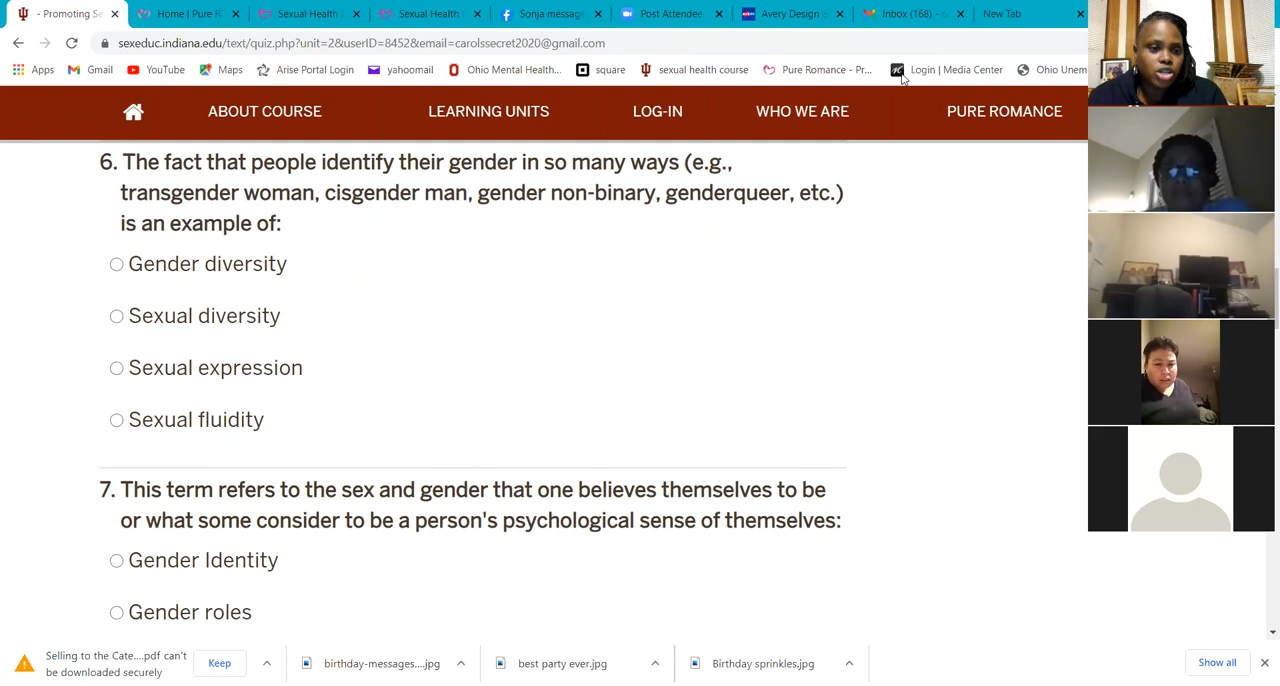 - Promoting Se
Home | Pure R
Sexual Health
Sexual Health
Sonja message
Post Attendee
Avery Design
Inbox (168) - c
New Tab
sexeduc.indiana.edu/text/quiz.php?unit=2&userID=8452&email=carolssecret2020@gmail.com
Apps
Gmail
YouTube
Maps
Arise Portal Login
yahoomail
Ohio Mental Health...
square
sexual health course
Pure Romance - Pr...
Login | Media Center
Ohio Unem
ABOUT COURSE
LEARNING UNITS
LOG-IN
WHO WE ARE
PURE ROMANCE
6. The fact that people identify their gender in so many ways (e.g.,
transgender woman, cisgender man, gender non-binary, genderqueer, etc.)
is an example of:
Gender diversity
Sexual diversity
Sexual expression
Sexual fluidity
7. This term refers to the sex and gender that one believes themselves to be
or what some consider to be a person's psychological sense of themselves:
Gender Identity
Gender roles
Selling to the Cate....pdf can't
be downloaded securely
Keep
birthday-messages....jpg
best party ever.jpg
Birthday sprinkles.jpg
Show all